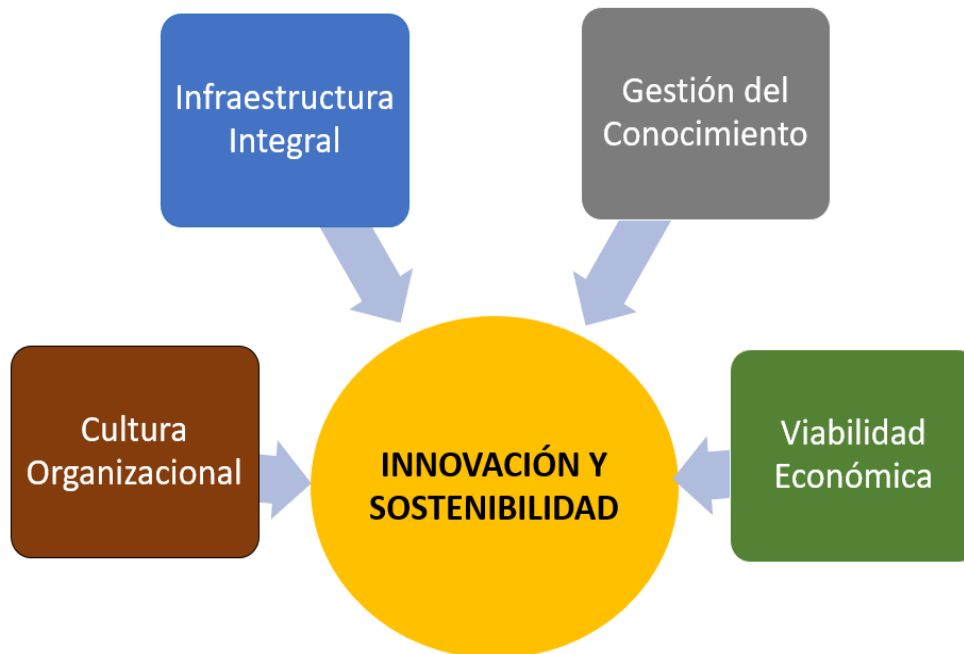 Infraestructura
Integral
Gestión del
Conocimiento
Cultura
Organizacional
INNOVACIÓN Y
SOSTENIBILIDAD
Viabilidad
Económica